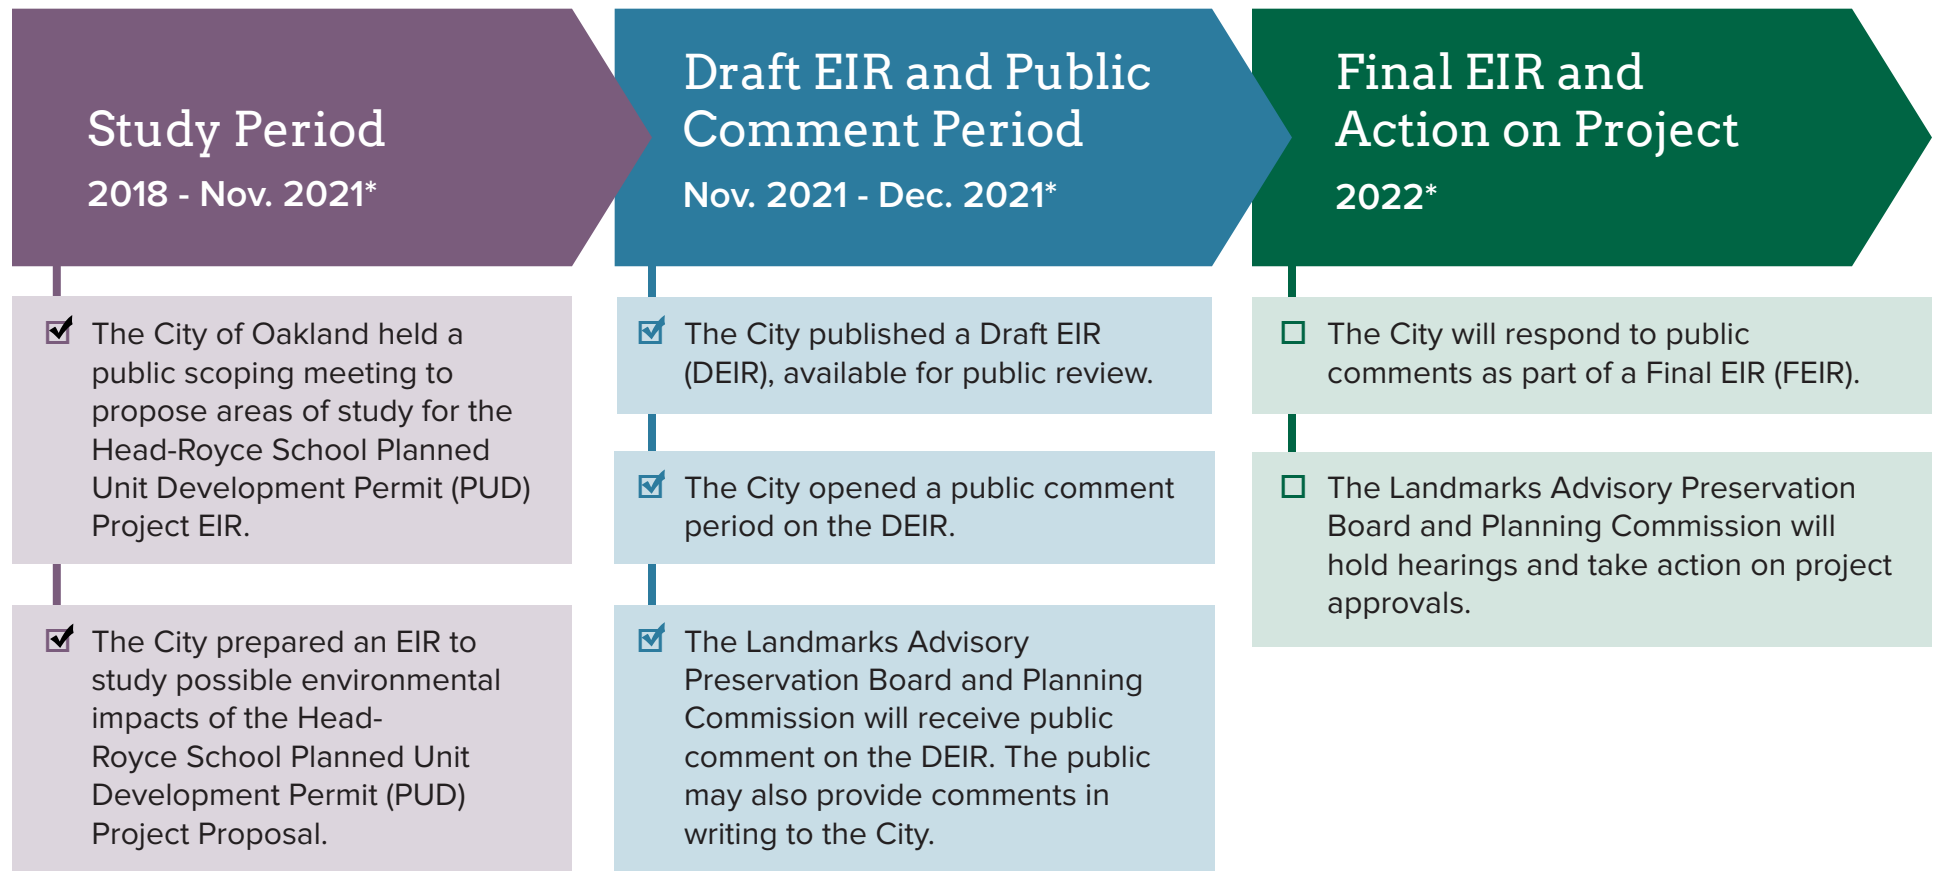 Study Period
2018 - Nov. 2021*
The City of Oakland held a
public scoping meeting to
propose areas of study for the
Head-Royce School Planned
Unit Development Permit (PUD)
Project EIR.
The City prepared an EIR to
study possible environmental
impacts of the Head-
Royce School Planned Unit
Development Permit (PUD)
Project Proposal.
Draft EIR and Public
Comment Period
Nov. 2021 - Dec. 2021*
The City published a Draft EIR
(DEIR), available for public review.
The City opened a public comment
period on the DEIR.
The Landmarks Advisory
Preservation Board and Planning
Commission will receive public
comment on the DEIR. The public
may also provide comments in
writing to the City.
Final EIR and
Action on Project
2022*
The City will respond to public
comments as part of a Final EIR (FEIR).
The Landmarks Advisory Preservation
Board and Planning Commission will
hold hearings and take action on project
approvals.